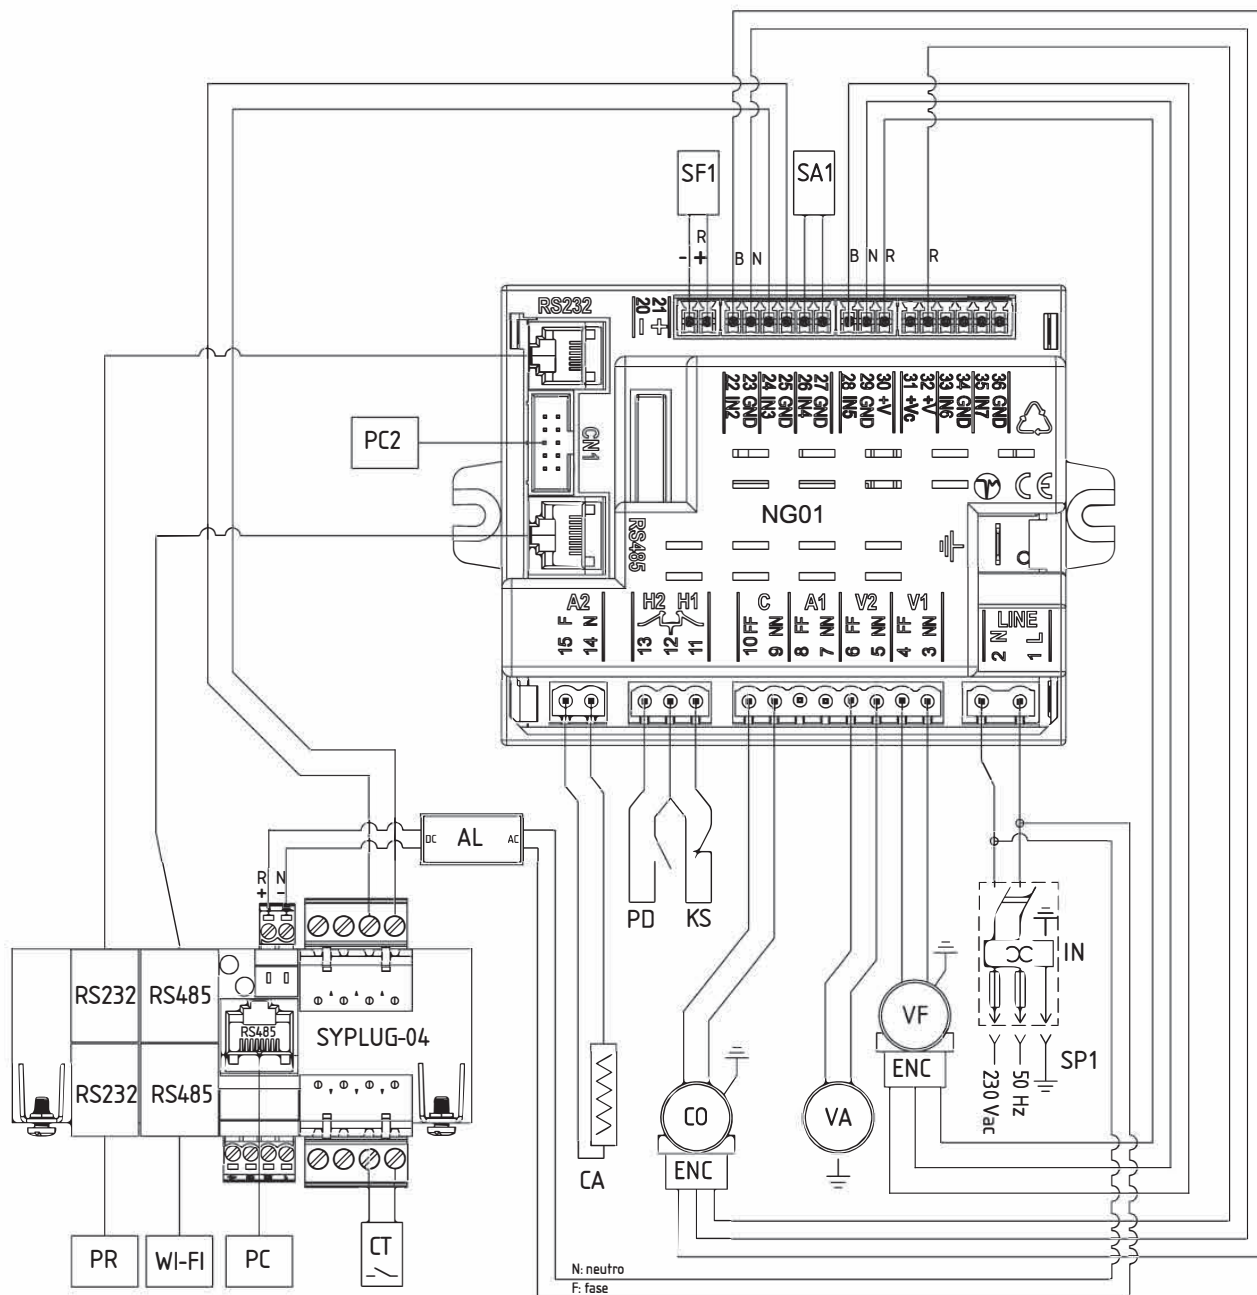 SF1
SA1
R
- +
B N
B N R
R
RS232
20 -
21 +
22 IN2
23 GND
24 IN3
25 GND
26 IN4
27 GND
28 IN5
29 GND
30 +V
31 +Vc
32 +V
33 IN6
34 GND
35 IN7
36 GND
PC2
CN1
CE
NG01
RS485
A2
H2 H1
C
A1
V2
V1
LINE
15 F
14 N
13
12
11
10 FF
9 NN
8 FF
7 NN
6 FF
5 NN
4 FF
3 NN
2 N
1 L
DC AL AC
R N
+ -
PD
KS
IN
RS232
RS485
RS485
SYPLUG-04
VF
ENC
SP1
230 Vac
50 Hz
RS232
RS485
CO
ENC
VA
CA
PR
WI-FI
PC
CT
N: neutro
F: fase